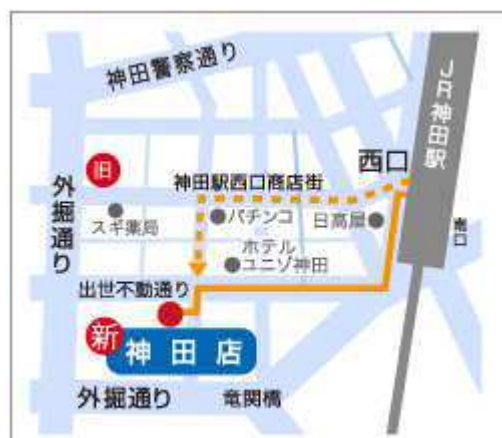 神田警察通り
JR神田駅
西口
旧
外堀通り
神田駅西口商店街
スギ薬局
パチンコ
日高屋
南口
ホテル
ユニゾ神田
出世不動通り
新
神田店
外堀通り
竜閑橋